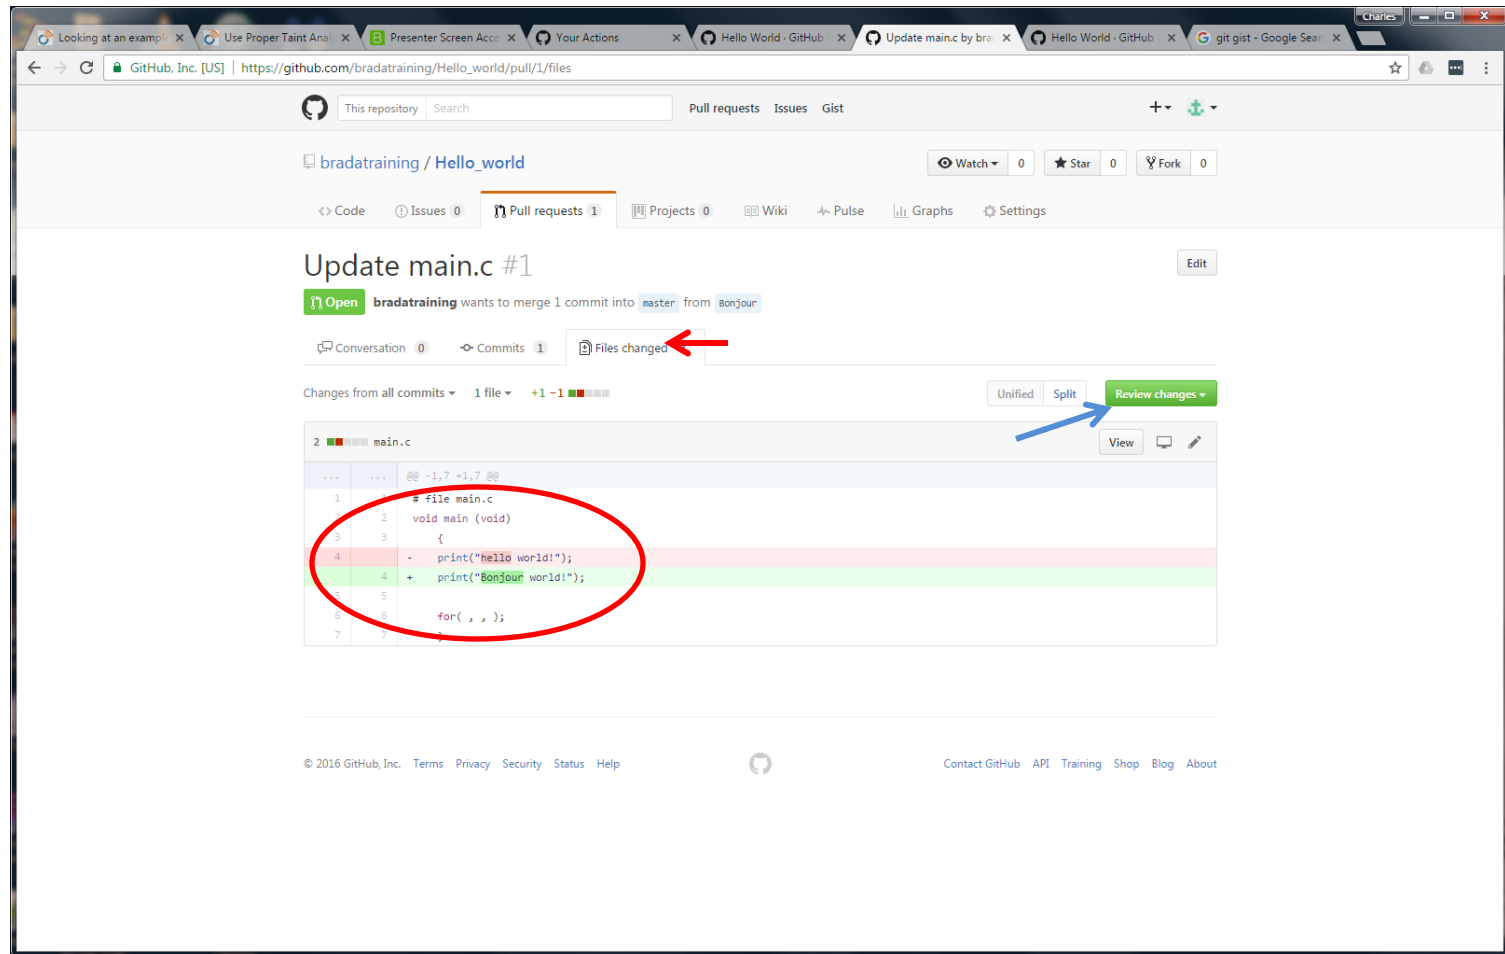 Charles
Looking at an exampl
Use Proper Taint Anal
Presenter Screen Acce
Your Actions
Hello World · GitHub
Update main.c by bra
Hello World · GitHub
git gist - Google Sear
GitHub, Inc. [US] | https://github.com/bradatraining/Hello_world/pull/1/files
This repository Search Pull requests Issues Gist
bradatraining / Hello_world
Watch 0 Star 0 Fork 0
Code Issues 0 Pull requests 1 Projects 0 Wiki Pulse Graphs Settings
Update main.c #1 Edit
Open bradatraining wants to merge 1 commit into master from Bonjour
Conversation 0 Commits 1 Files changed
Changes from all commits 1 file +1 −1 Unified Split Review changes
2 main.c View
... ... @@ -1,7 +1,7 @@
1 # file main.c
2 void main (void)
3 3 {
4 - print("hello world!");
4 + print("Bonjour world!");
5 5
6 6 for( , , );
7 7 }
© 2016 GitHub, Inc. Terms Privacy Security Status Help Contact GitHub API Training Shop Blog About